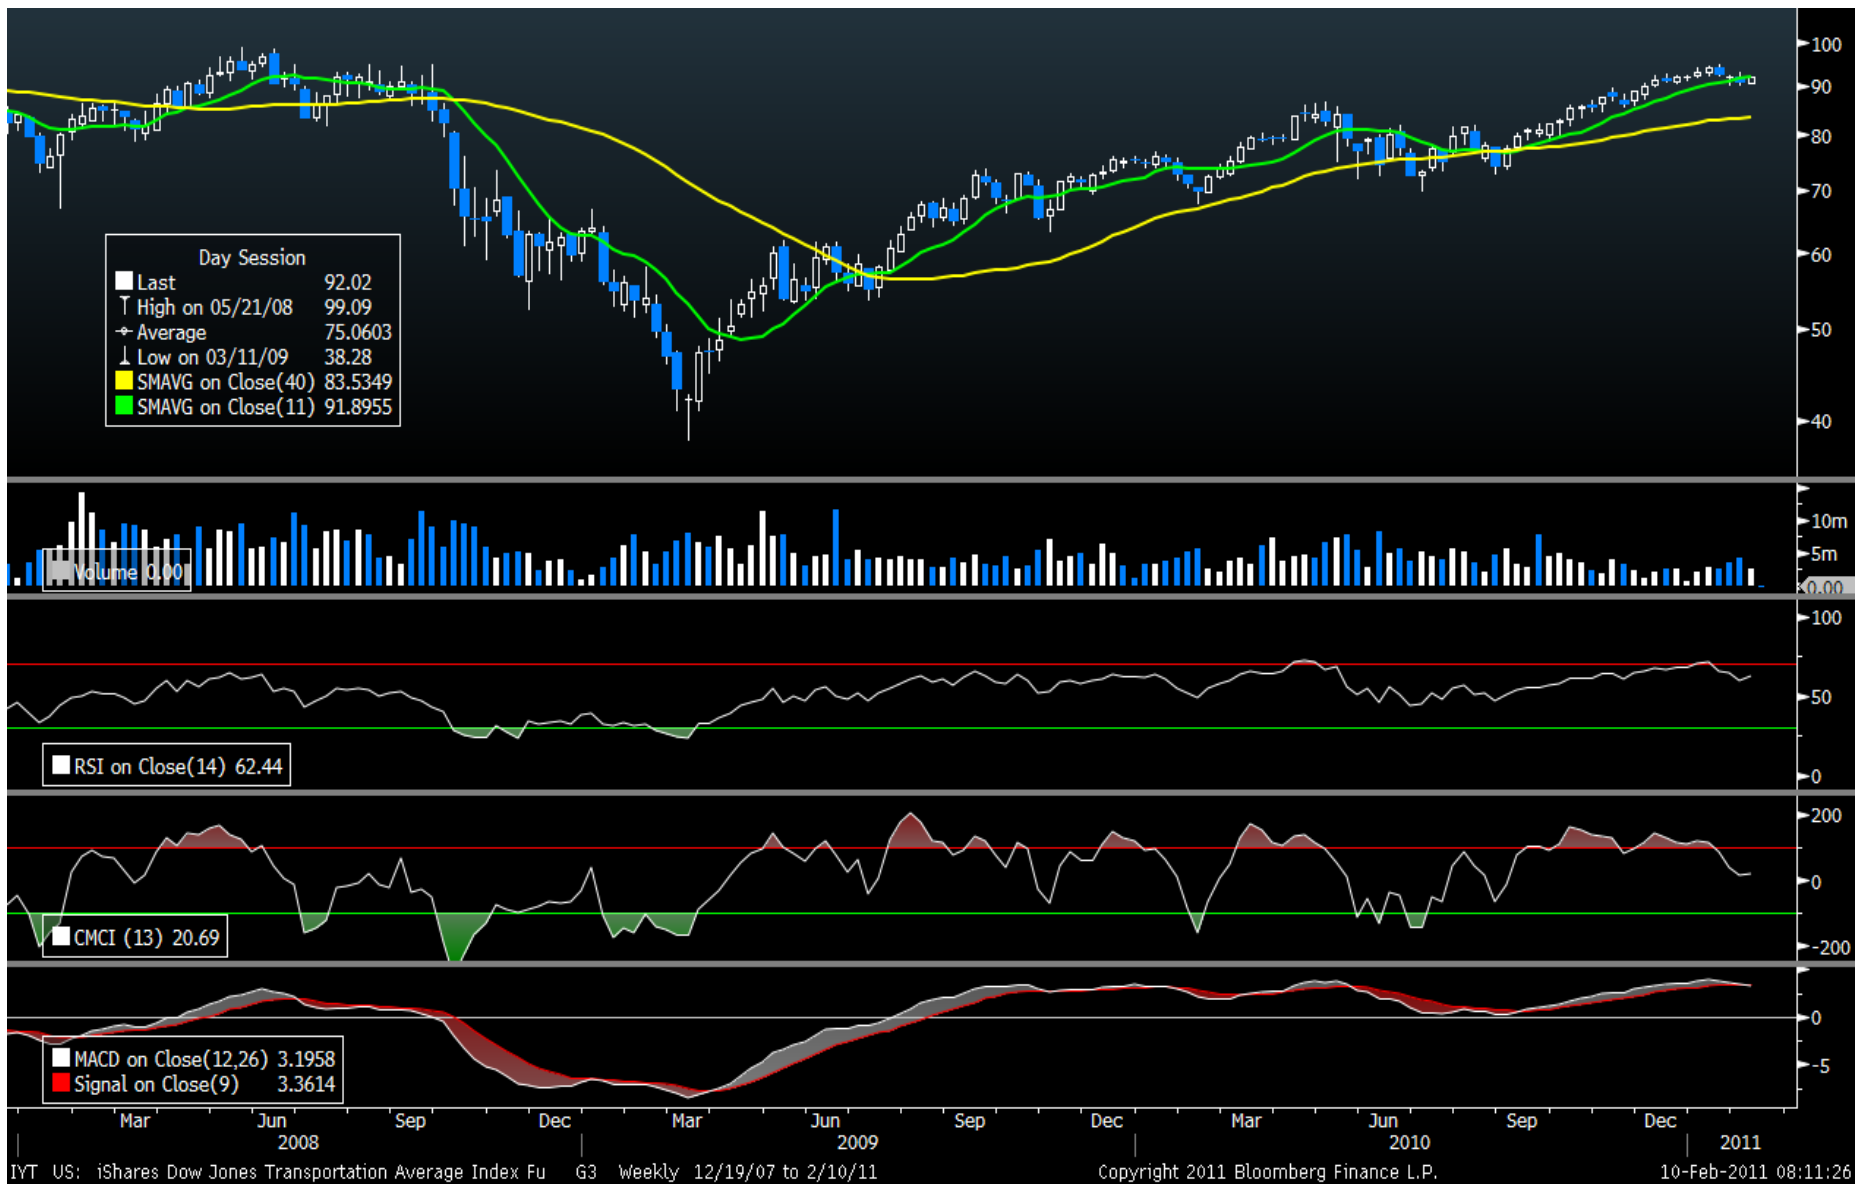 100
90
80
70
60
50
40
Day Session
Last 92.02
High on 05/21/08 99.09
Average 75.0603
Low on 03/11/09 38.28
SMAVG on Close(40) 83.5349
SMAVG on Close(11) 91.8955
10m
5m
0.00
Volume 0.00
100
50
0
RSI on Close(14) 62.44
200
0
-200
CMCI (13) 20.69
0
-5
MACD on Close(12,26) 3.1958
Signal on Close(9) 3.3614
Mar Jun Sep Dec Mar Jun Sep Dec Mar Jun Sep Dec
2008 2009 2010 2011
IYT US: iShares Dow Jones Transportation Average Index Fu G3 Weekly 12/19/07 to 2/10/11 Copyright 2011 Bloomberg Finance L.P. 10-Feb-2011 08:11:26